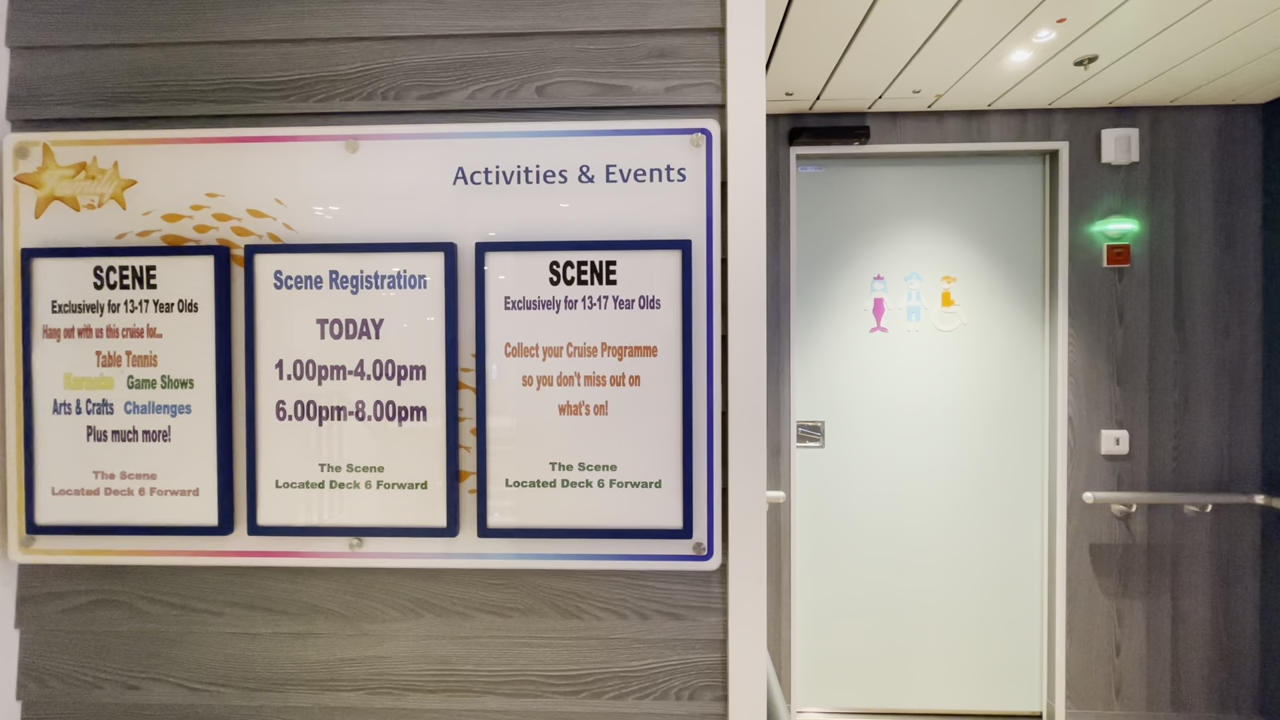 Family
Activities & Events
SCENE
Exclusively for 13-17 Year Olds
Hang out with us this cruise for...
Table Tennis
Karaoke Game Shows
Arts & Crafts Challenges
Plus much more!
The Scene
Located Deck 6 Forward
Scene Registration
TODAY
1.00pm-4.00pm
6.00pm-8.00pm
The Scene
Located Deck 6 Forward
SCENE
Exclusively for 13-17 Year Olds
Collect your Cruise Programme
so you don't miss out on
what's on!
The Scene
Located Deck 6 Forward